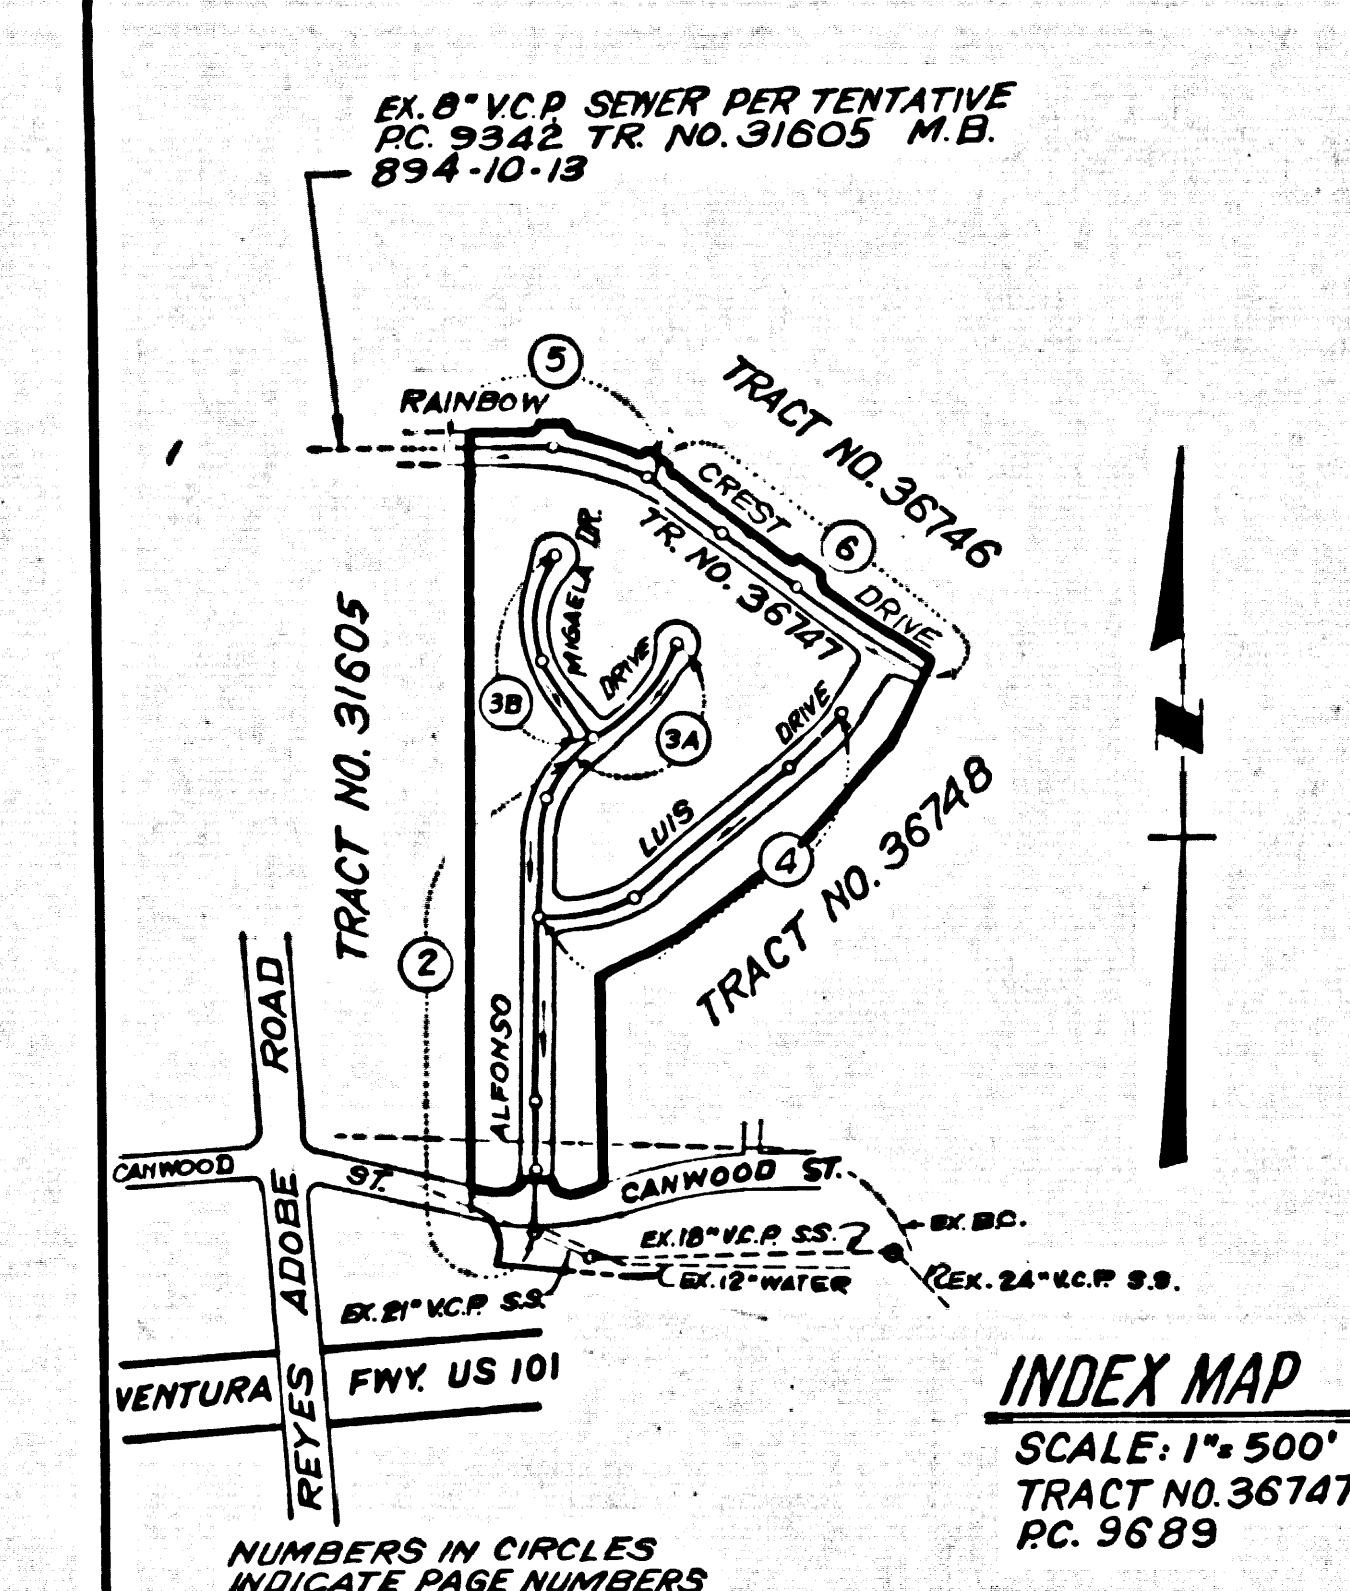 EX. 8" V.C.P. SEWER PER TENTATIVE
P.C. 9342 TR. NO. 31605 M.B.
894-10-13
5
RAINBOW
TRACT NO. 36746
CREST
6
DRIVE
TR. NO. 36747
MIGAELA DR.
DRIVE
3B
3A
DRIVE
LUIS
TRACT NO. 31605
4
TRACT NO. 36748
2
ALFONSO
N
ROAD
CANWOOD
ST.
CANWOOD ST.
ADOBE
EX. 18" V.C.P. S.S.
EX. B.C.
EX. 12" WATER
EX. 24" V.C.P. S.S.
EX. 21" V.C.P. S.S.
VENTURA
FWY. US 101
REYES
INDEX MAP
SCALE: 1"= 500'
TRACT NO. 36747
P.C. 9689
NUMBERS IN CIRCLES
INDICATE PAGE NUMBERS